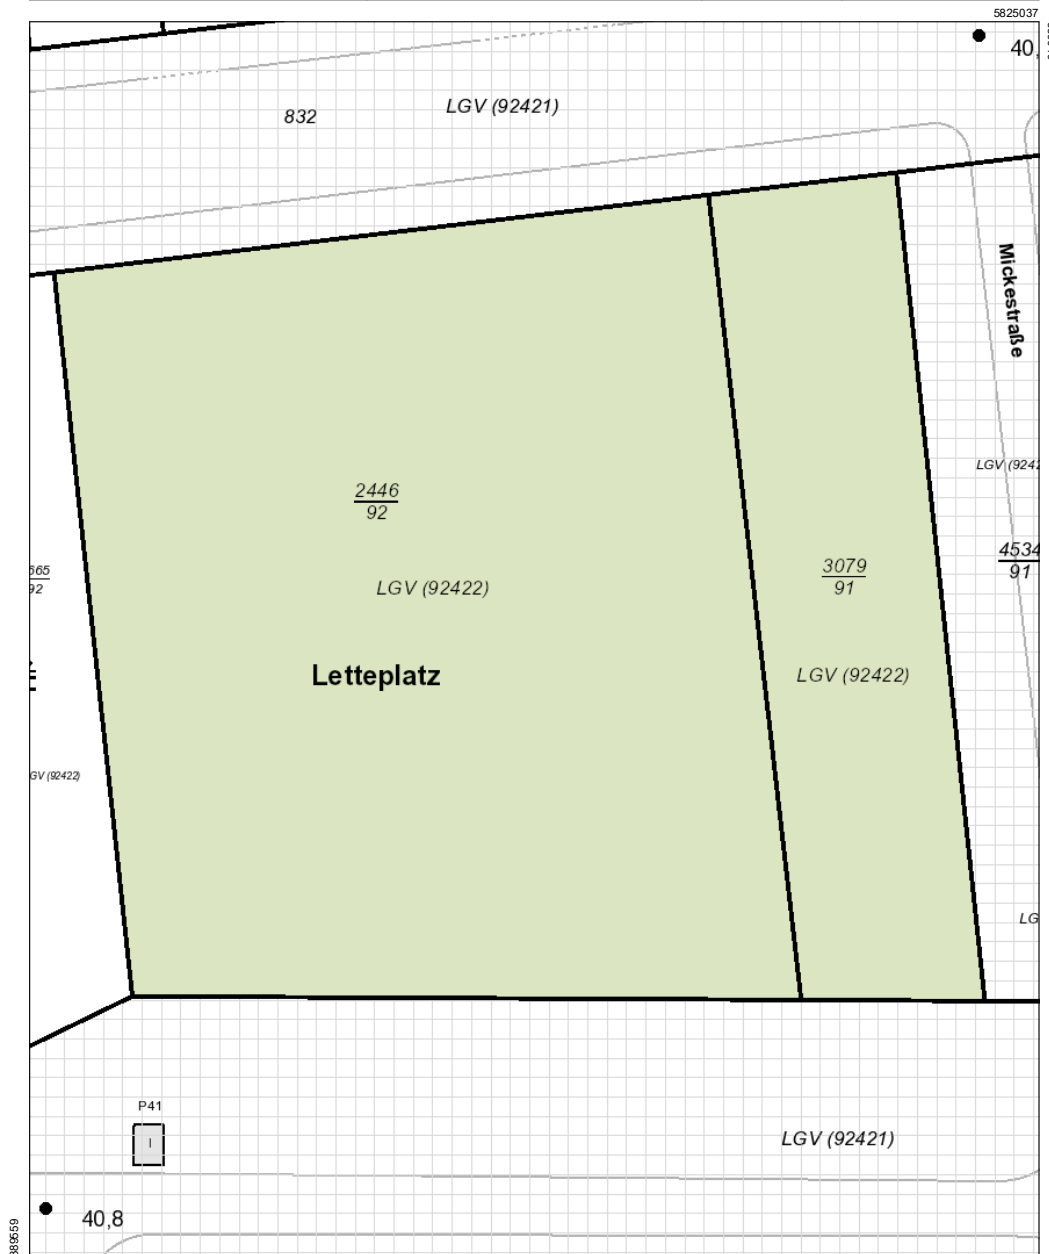 5825037
40,
LGV (92421)
832
Mickestraße
LGV (9242
2446
92
4534
91
3079
91
565
92
LGV (92422)
Letteplatz
LGV (92422)
GV (92422)
LG
P41
I
LGV (92421)
40,8
389559